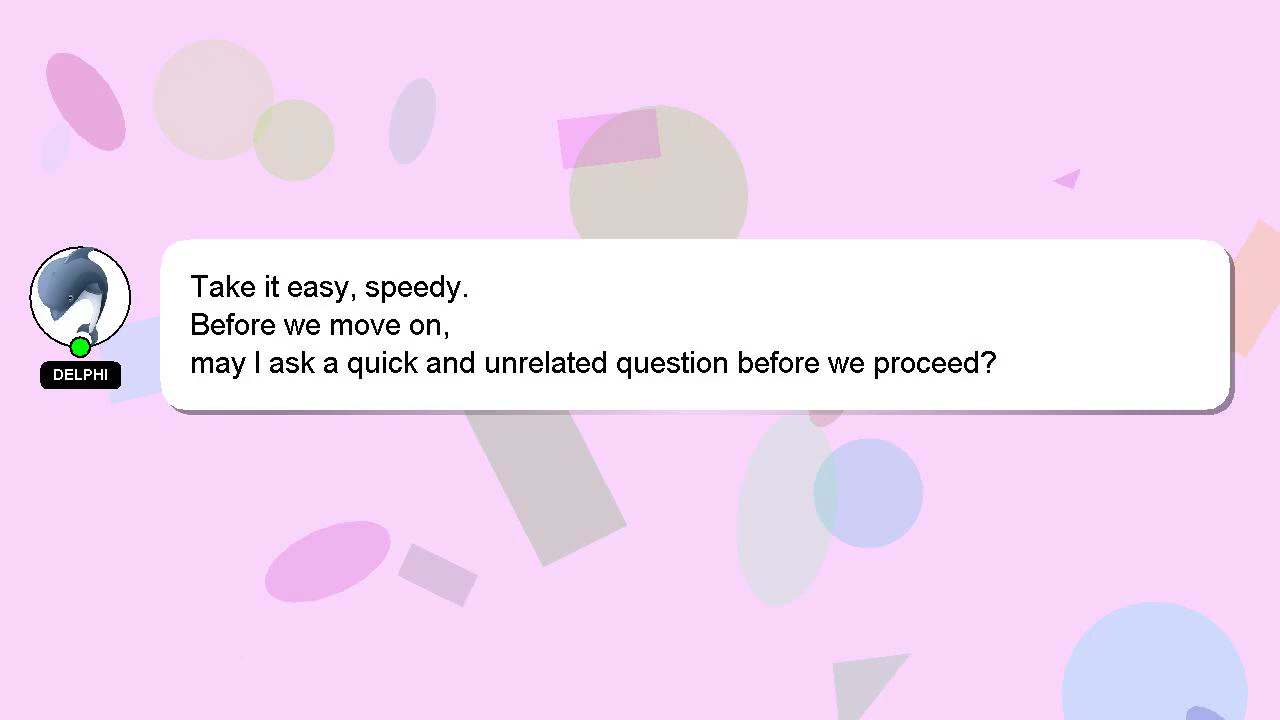 Take it easy, speedy.
Before we move on,
may I ask a quick and unrelated question before we proceed?
DELPHI